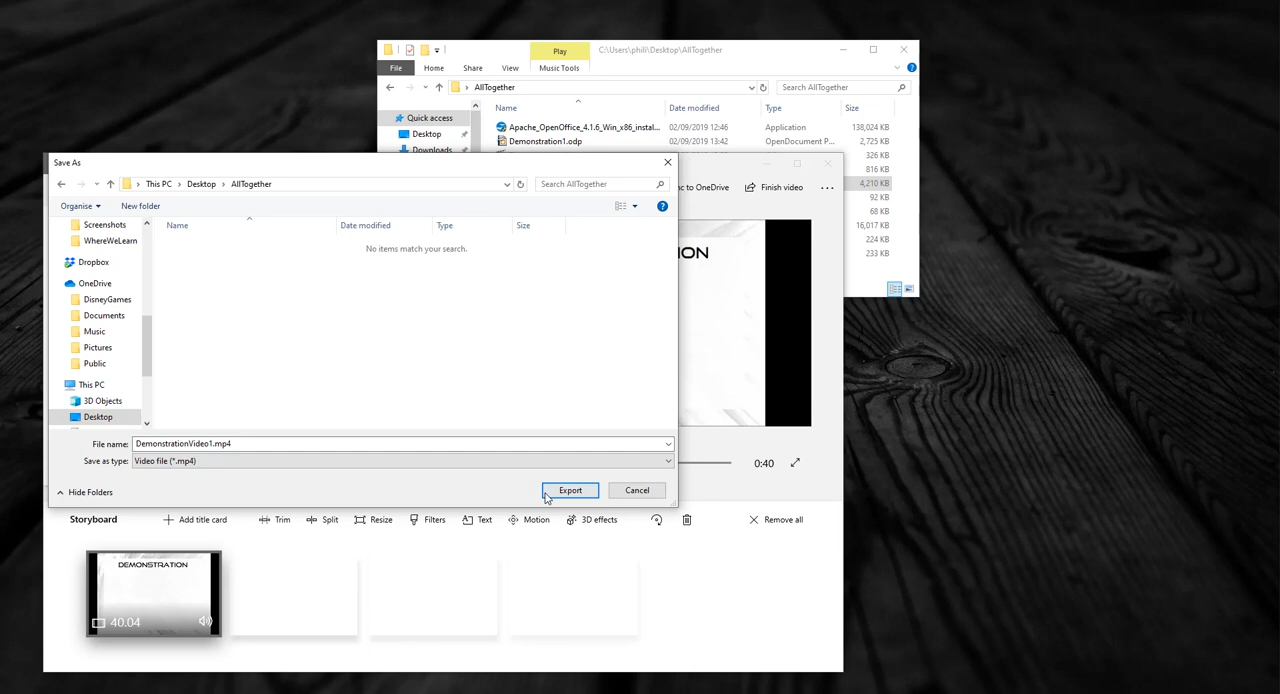 Play
C:\Users\phili\Desktop\AllTogether
File Home Share View Music Tools
AllTogether
Search AllTogether
Quick access
Desktop
Downloads
Name Date modified Type Size
Apache_OpenOffice_4.1.6_Win_x86_instal... 02/09/2019 12:46 Application 138,024 KB
Demonstration1.odp 02/09/2019 13:42 OpenDocument P... 2,725 KB
326 KB
816 KB
4,210 KB
92 KB
68 KB
16,017 KB
224 KB
233 KB
Save As
This PC > Desktop > AllTogether
Search AllTogether
Organise New folder
Screenshots
WhereWeLearn
Dropbox
OneDrive
DisneyGames
Documents
Music
Pictures
Public
This PC
3D Objects
Desktop
Name Date modified Type Size
No items match your search.
File name: DemonstrationVideo1.mp4
Save as type: Video file (*.mp4)
Hide Folders
Export Cancel
nc to OneDrive Finish video ...
ION
0:40
Storyboard Add title card Trim Split Resize Filters Text Motion 3D effects Remove all
DEMONSTRATION
40.04